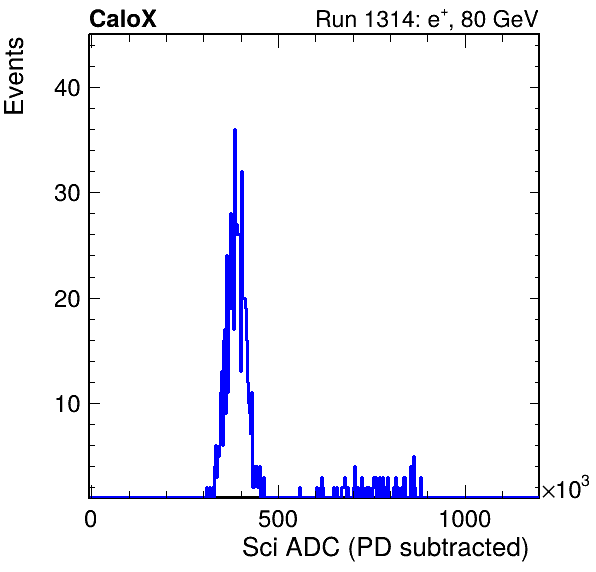 CaloX Run 1314: e⁺, 80 GeV
Events
40
30
20
10
0 500 1000 ×10³
Sci ADC (PD subtracted)